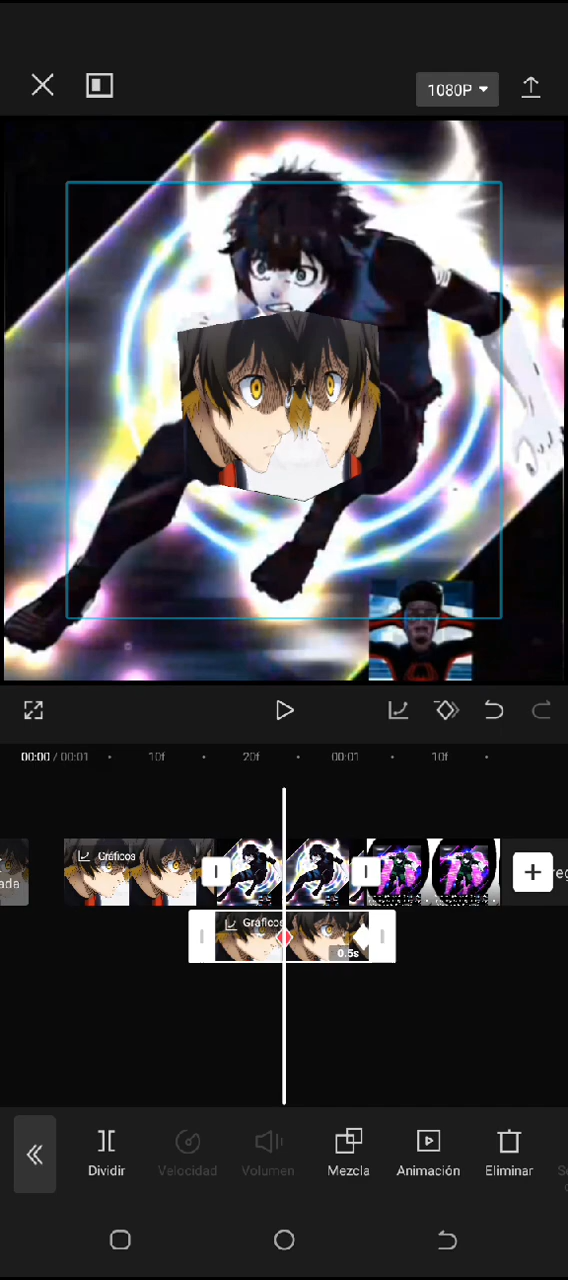 1080P
00:00 / 00:01
10f
20f
00:01
10f
ada
Gráficos
Gráficos
0.5s
Dividir
Velocidad
Volumen
Mezcla
Animación
Eliminar